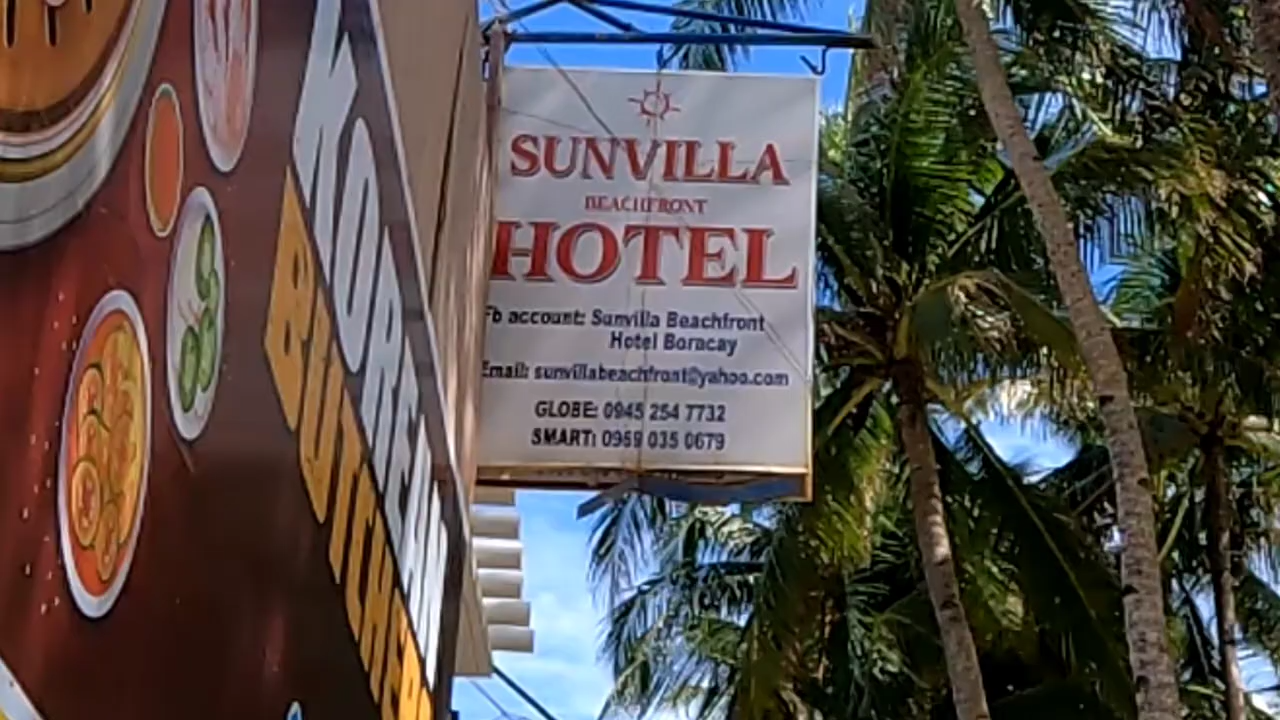 SUNVILLA
BEACHFRONT
HOTEL
Fb account: Sunvilla Beachfront
Hotel Boracay
Email: sunvillabeachfront@yahoo.com
GLOBE: 0945 254 7732
SMART: 0969 035 0679
KOREAN
BUTCHER